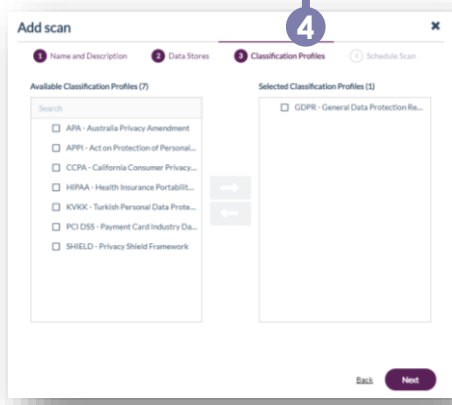 4
Add scan
1 Name and Description 2 Data Stores 3 Classification Profiles 4 Schedule Scan
Available Classification Profiles (7)
Search
APA - Australia Privacy Amendment
APPI - Act on Protection of Personal...
CCPA - California Consumer Privacy...
HIPAA - Health Insurance Portabilit...
KVKK - Turkish Personal Data Prote...
PCI DSS - Payment Card Industry Da...
SHIELD - Privacy Shield Framework
Selected Classification Profiles (1)
GDPR - General Data Protection Re...
Back Next